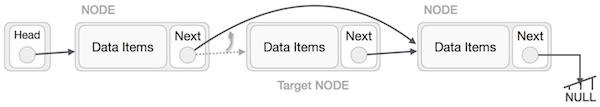 NODE
NODE
Head
Data Items
Next
Data Items
Next
Data Items
Next
Target NODE
NULL